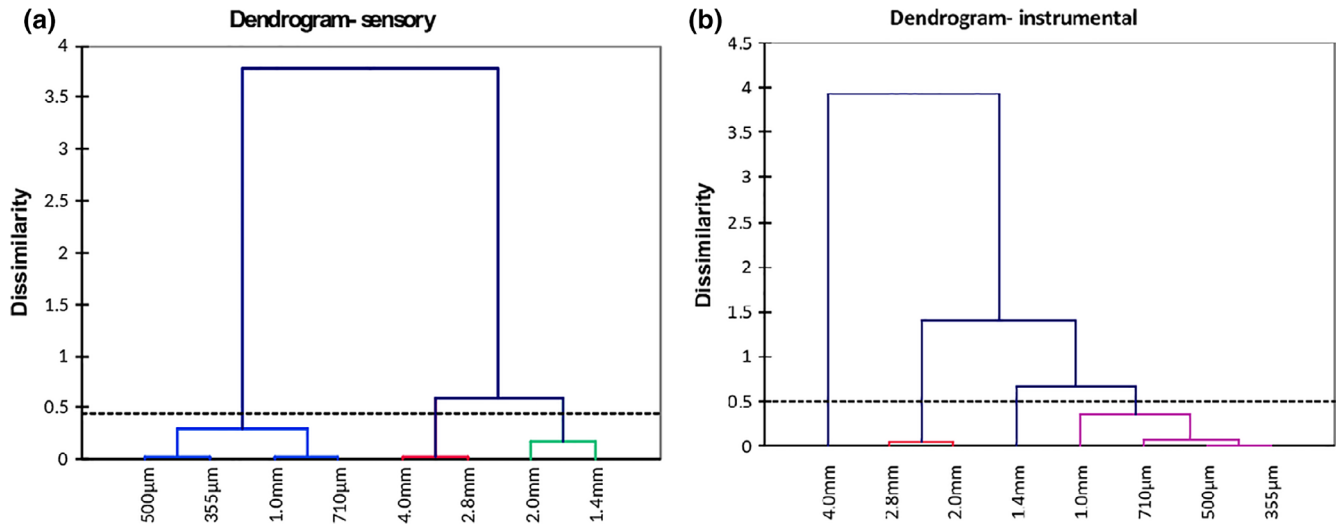 (a)
Dendrogram- sensory
Dissimilarity
4
3.5
3
2.5
2
1.5
1
0.5
0
500µm
355µm
1.0mm
710µm
4.0mm
2.8mm
2.0mm
1.4mm
(b)
Dendrogram- instrumental
Dissimilarity
4.5
4
3.5
3
2.5
2
1.5
1
0.5
0
4.0mm
2.8mm
2.0mm
1.4mm
1.0mm
710µm
500µm
355µm